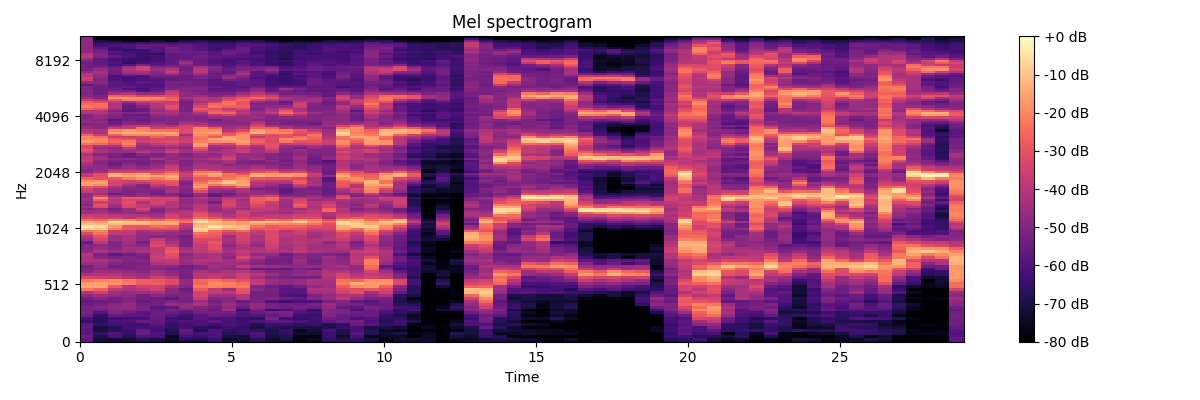 Mel spectrogram
Hz
8192
4096
2048
1024
512
0
0 5 10 15 20 25
Time
+0 dB
-10 dB
-20 dB
-30 dB
-40 dB
-50 dB
-60 dB
-70 dB
-80 dB